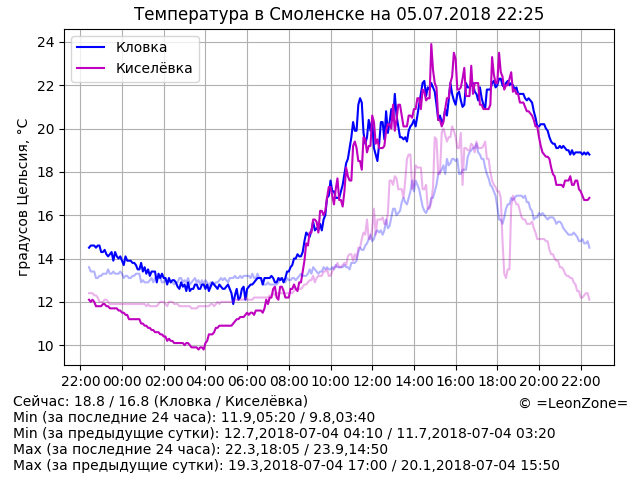 Температура в Смоленске на 05.07.2018 22:25
Кловка
Киселёвка
градусов Цельсия, °C
24
22
20
18
16
14
12
10
22:00 00:00 02:00 04:00 06:00 08:00 10:00 12:00 14:00 16:00 18:00 20:00 22:00
Сейчас: 18.8 / 16.8 (Кловка / Киселёвка)
© =LeonZone=
Min (за последние 24 часа): 11.9,05:20 / 9.8,03:40
Min (за предыдущие сутки): 12.7,2018-07-04 04:10 / 11.7,2018-07-04 03:20
Max (за последние 24 часа): 22.3,18:05 / 23.9,14:50
Max (за предыдущие сутки): 19.3,2018-07-04 17:00 / 20.1,2018-07-04 15:50